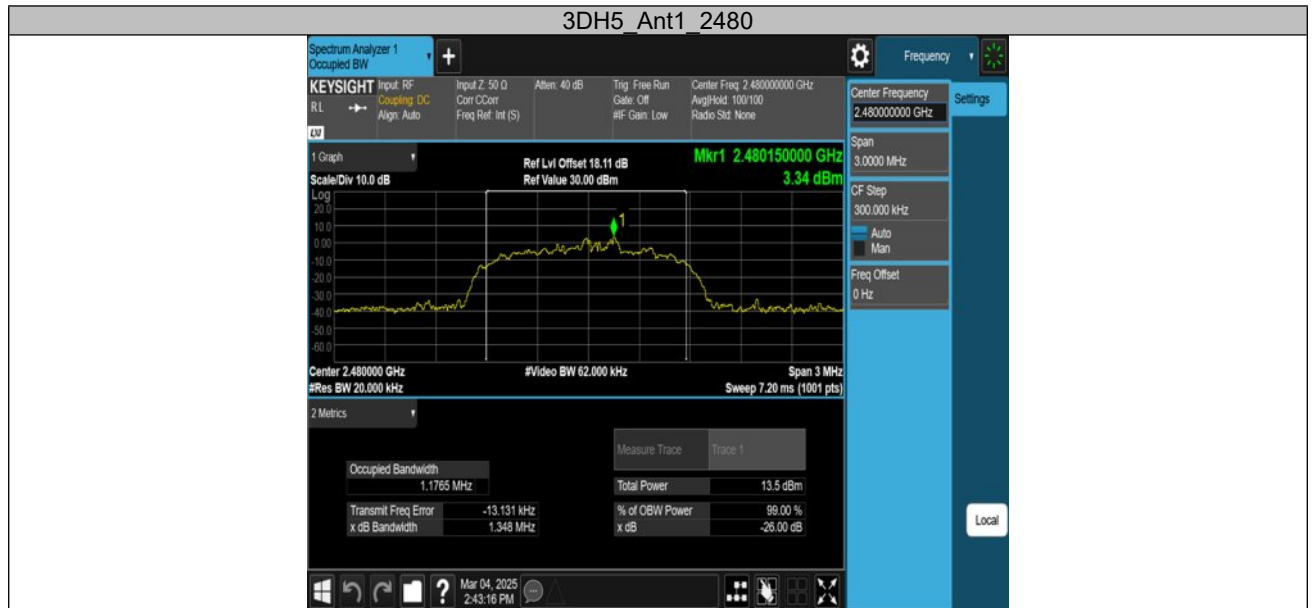 3DH5_Ant1_2480
Spectrum Analyzer 1
Occupied BW
+
Frequency
KEYSIGHT
RL
LXI
Input: RF
Coupling: DC
Align: Auto
Input Z: 50 Ω
Corr CCorr
Freq Ref: Int (S)
Atten: 40 dB
Trig: Free Run
Gate: Off
#IF Gain: Low
Center Freq: 2.480000000 GHz
Avg|Hold: 100/100
Radio Std: None
Center Frequency
2.480000000 GHz
Settings
Span
3.0000 MHz
CF Step
300.000 kHz
Auto
Man
Freq Offset
0 Hz
1 Graph
Ref Lvl Offset 18.11 dB
Mkr1 2.480150000 GHz
Scale/Div 10.0 dB
Ref Value 30.00 dBm
3.34 dBm
Log
20.0
10.0
0.00
-10.0
-20.0
-30.0
-40.0
-50.0
-60.0
1
Center 2.480000 GHz
#Video BW 62.000 kHz
Span 3 MHz
#Res BW 20.000 kHz
Sweep 7.20 ms (1001 pts)
2 Metrics
Measure Trace
Trace 1
Occupied Bandwidth
1.1765 MHz
Total Power
13.5 dBm
Transmit Freq Error
-13.131 kHz
% of OBW Power
99.00 %
x dB Bandwidth
1.348 MHz
x dB
-26.00 dB
Local
?
Mar 04, 2025
2:43:16 PM